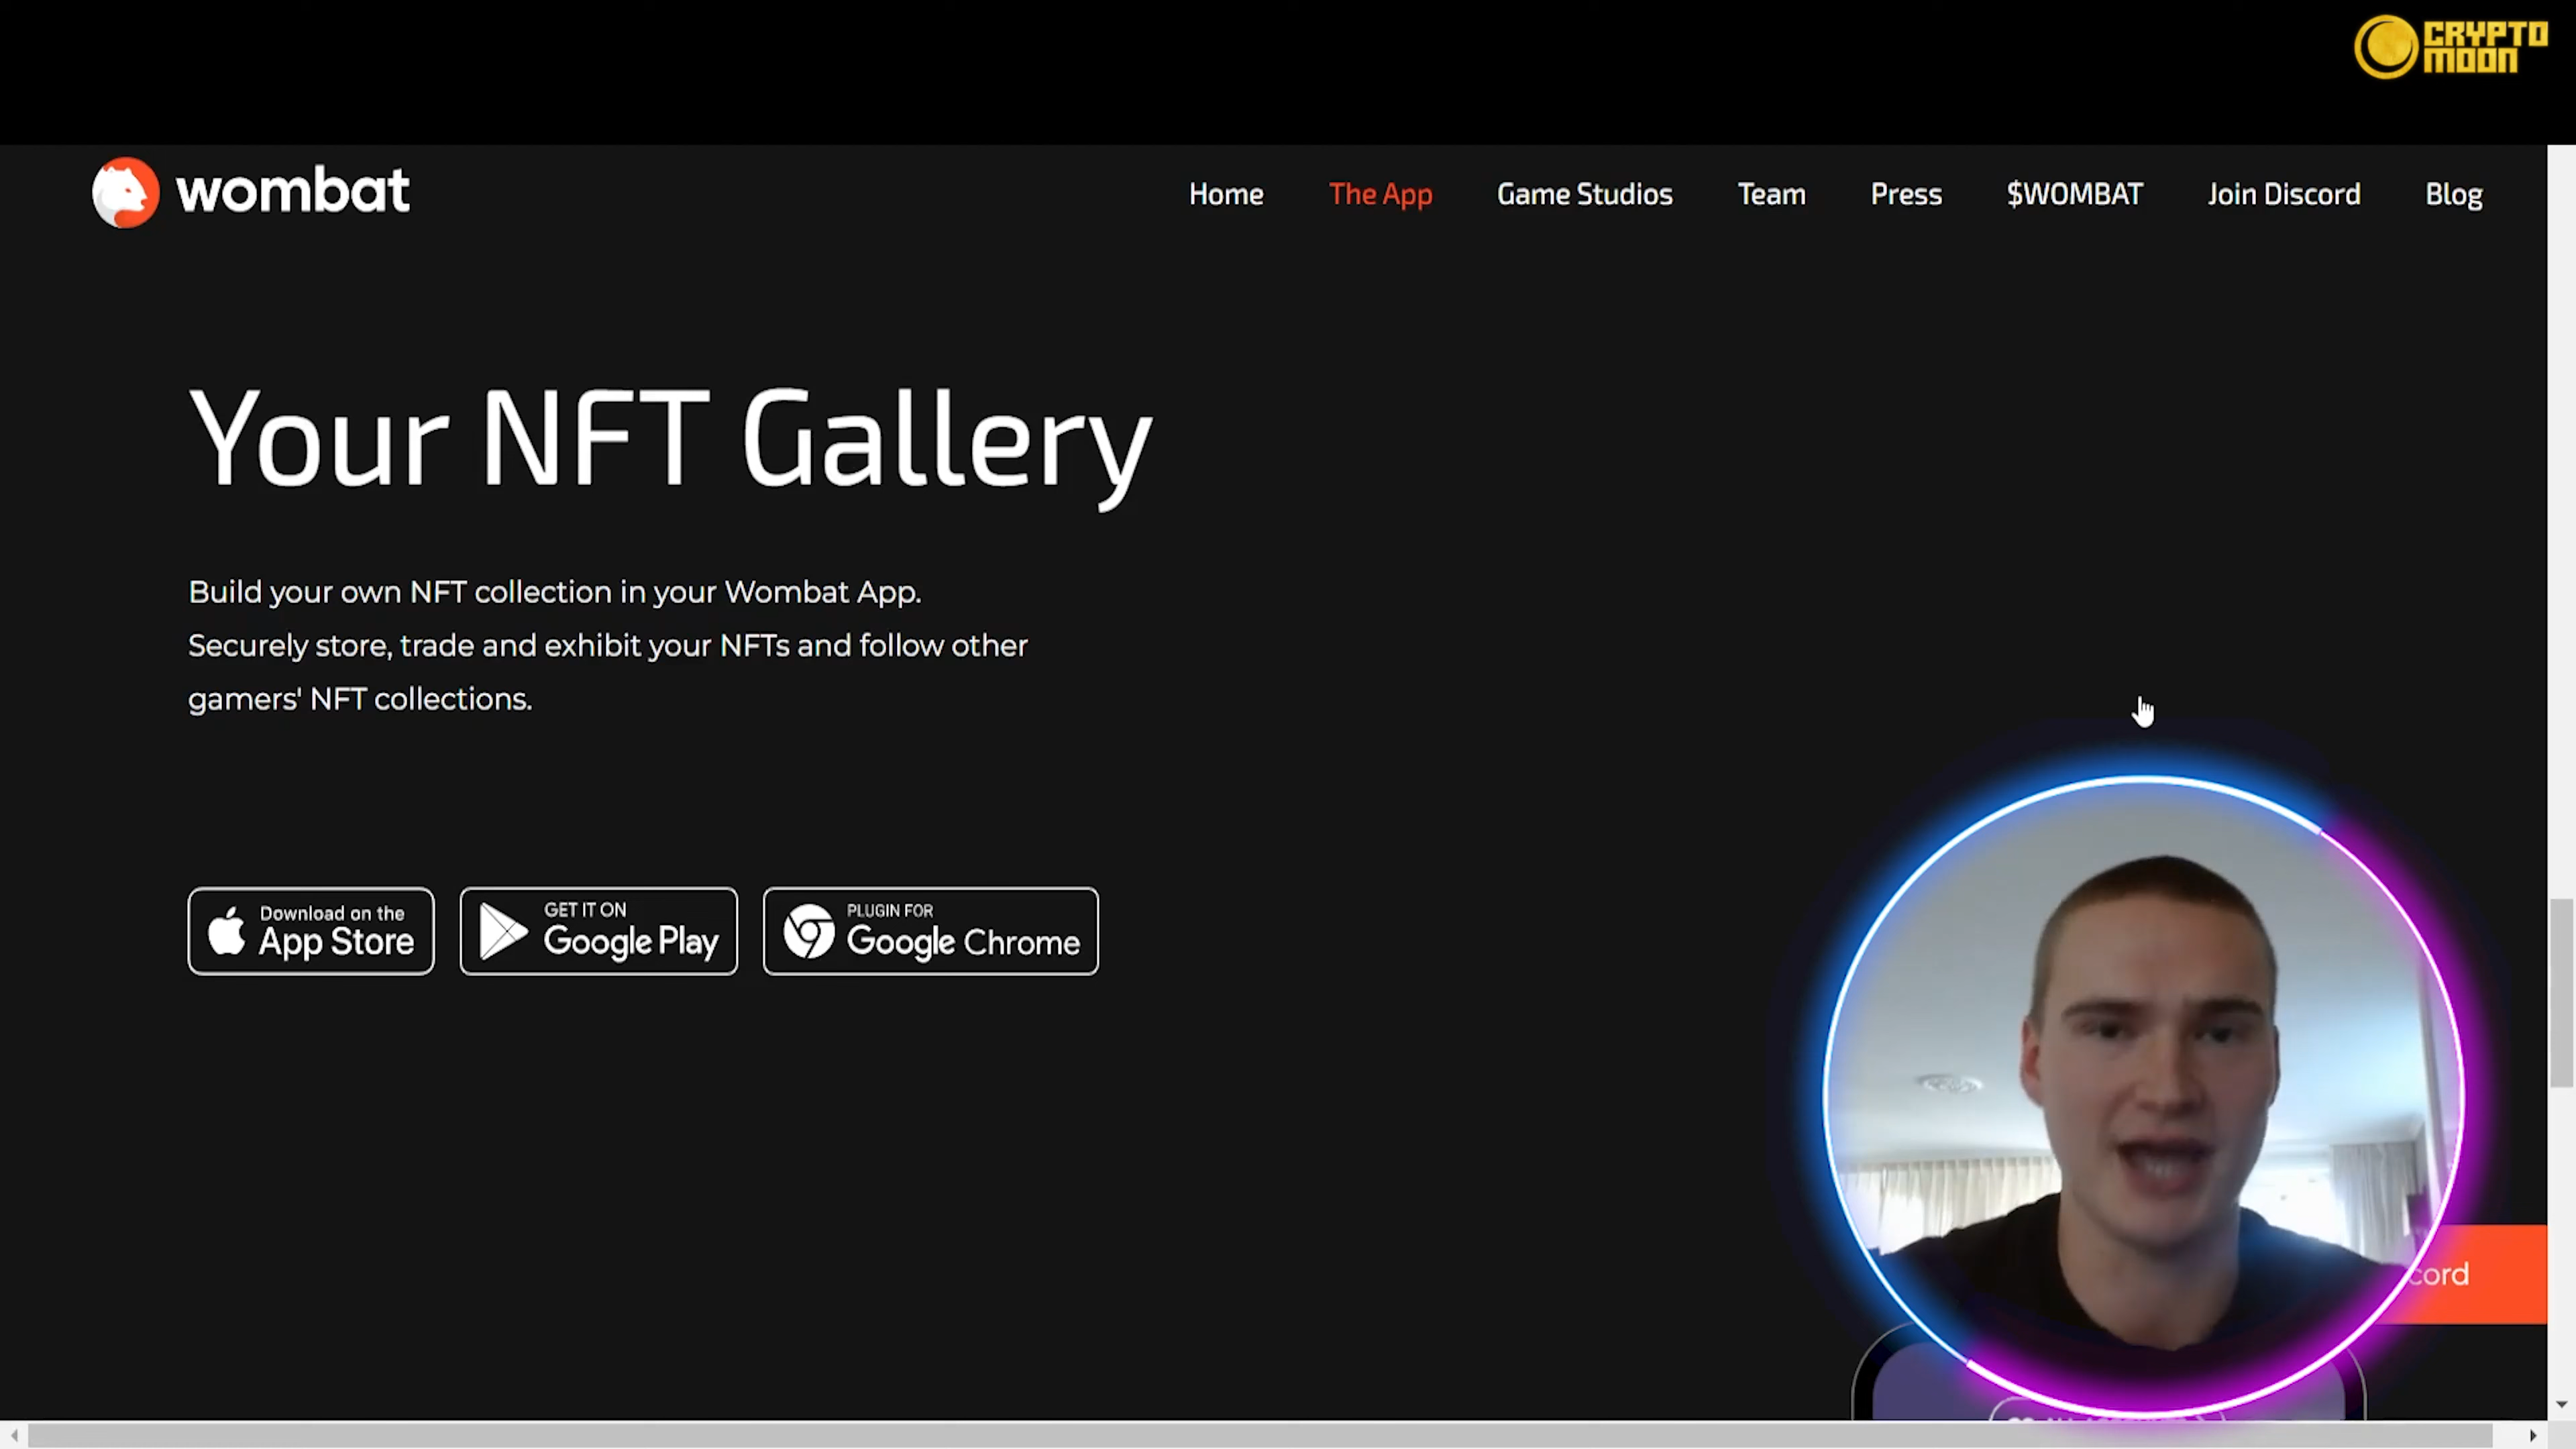 CRYPTO
MOON
wombat
Home The App Game Studios Team Press $WOMBAT Join Discord Blog
Your NFT Gallery
Build your own NFT collection in your Wombat App.
Securely store, trade and exhibit your NFTs and follow other
gamers' NFT collections.
Download on the
App Store
GET IT ON
Google Play
PLUGIN FOR
Google Chrome
cord